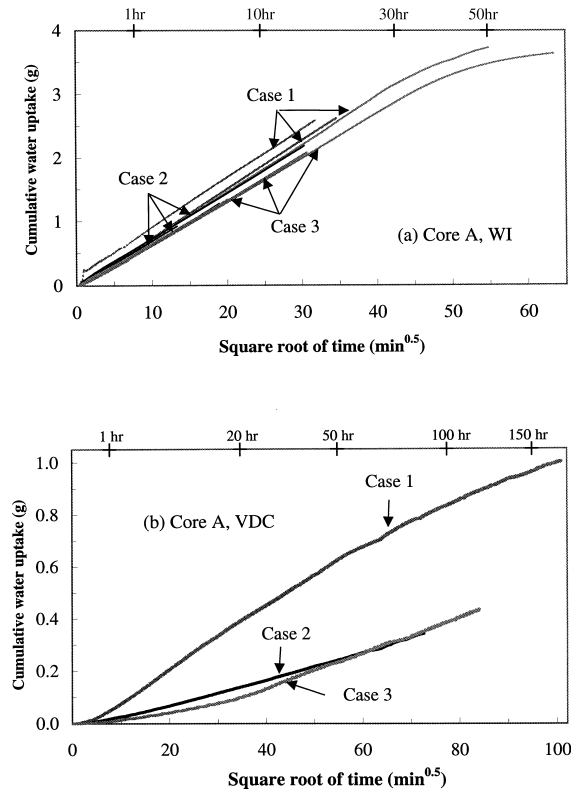 1hr 10hr 30hr 50hr
4
3
2
1
0
Cumulative water uptake (g)
Case 1
Case 2
Case 3
(a) Core A, WI
0 10 20 30 40 50 60
Square root of time (min0.5)
1 hr 20 hr 50 hr 100 hr 150 hr
1.0
0.8
0.6
0.4
0.2
0.0
Cumulative water uptake (g)
Case 1
(b) Core A, VDC
Case 2
Case 3
0 20 40 60 80 100
Square root of time (min0.5)